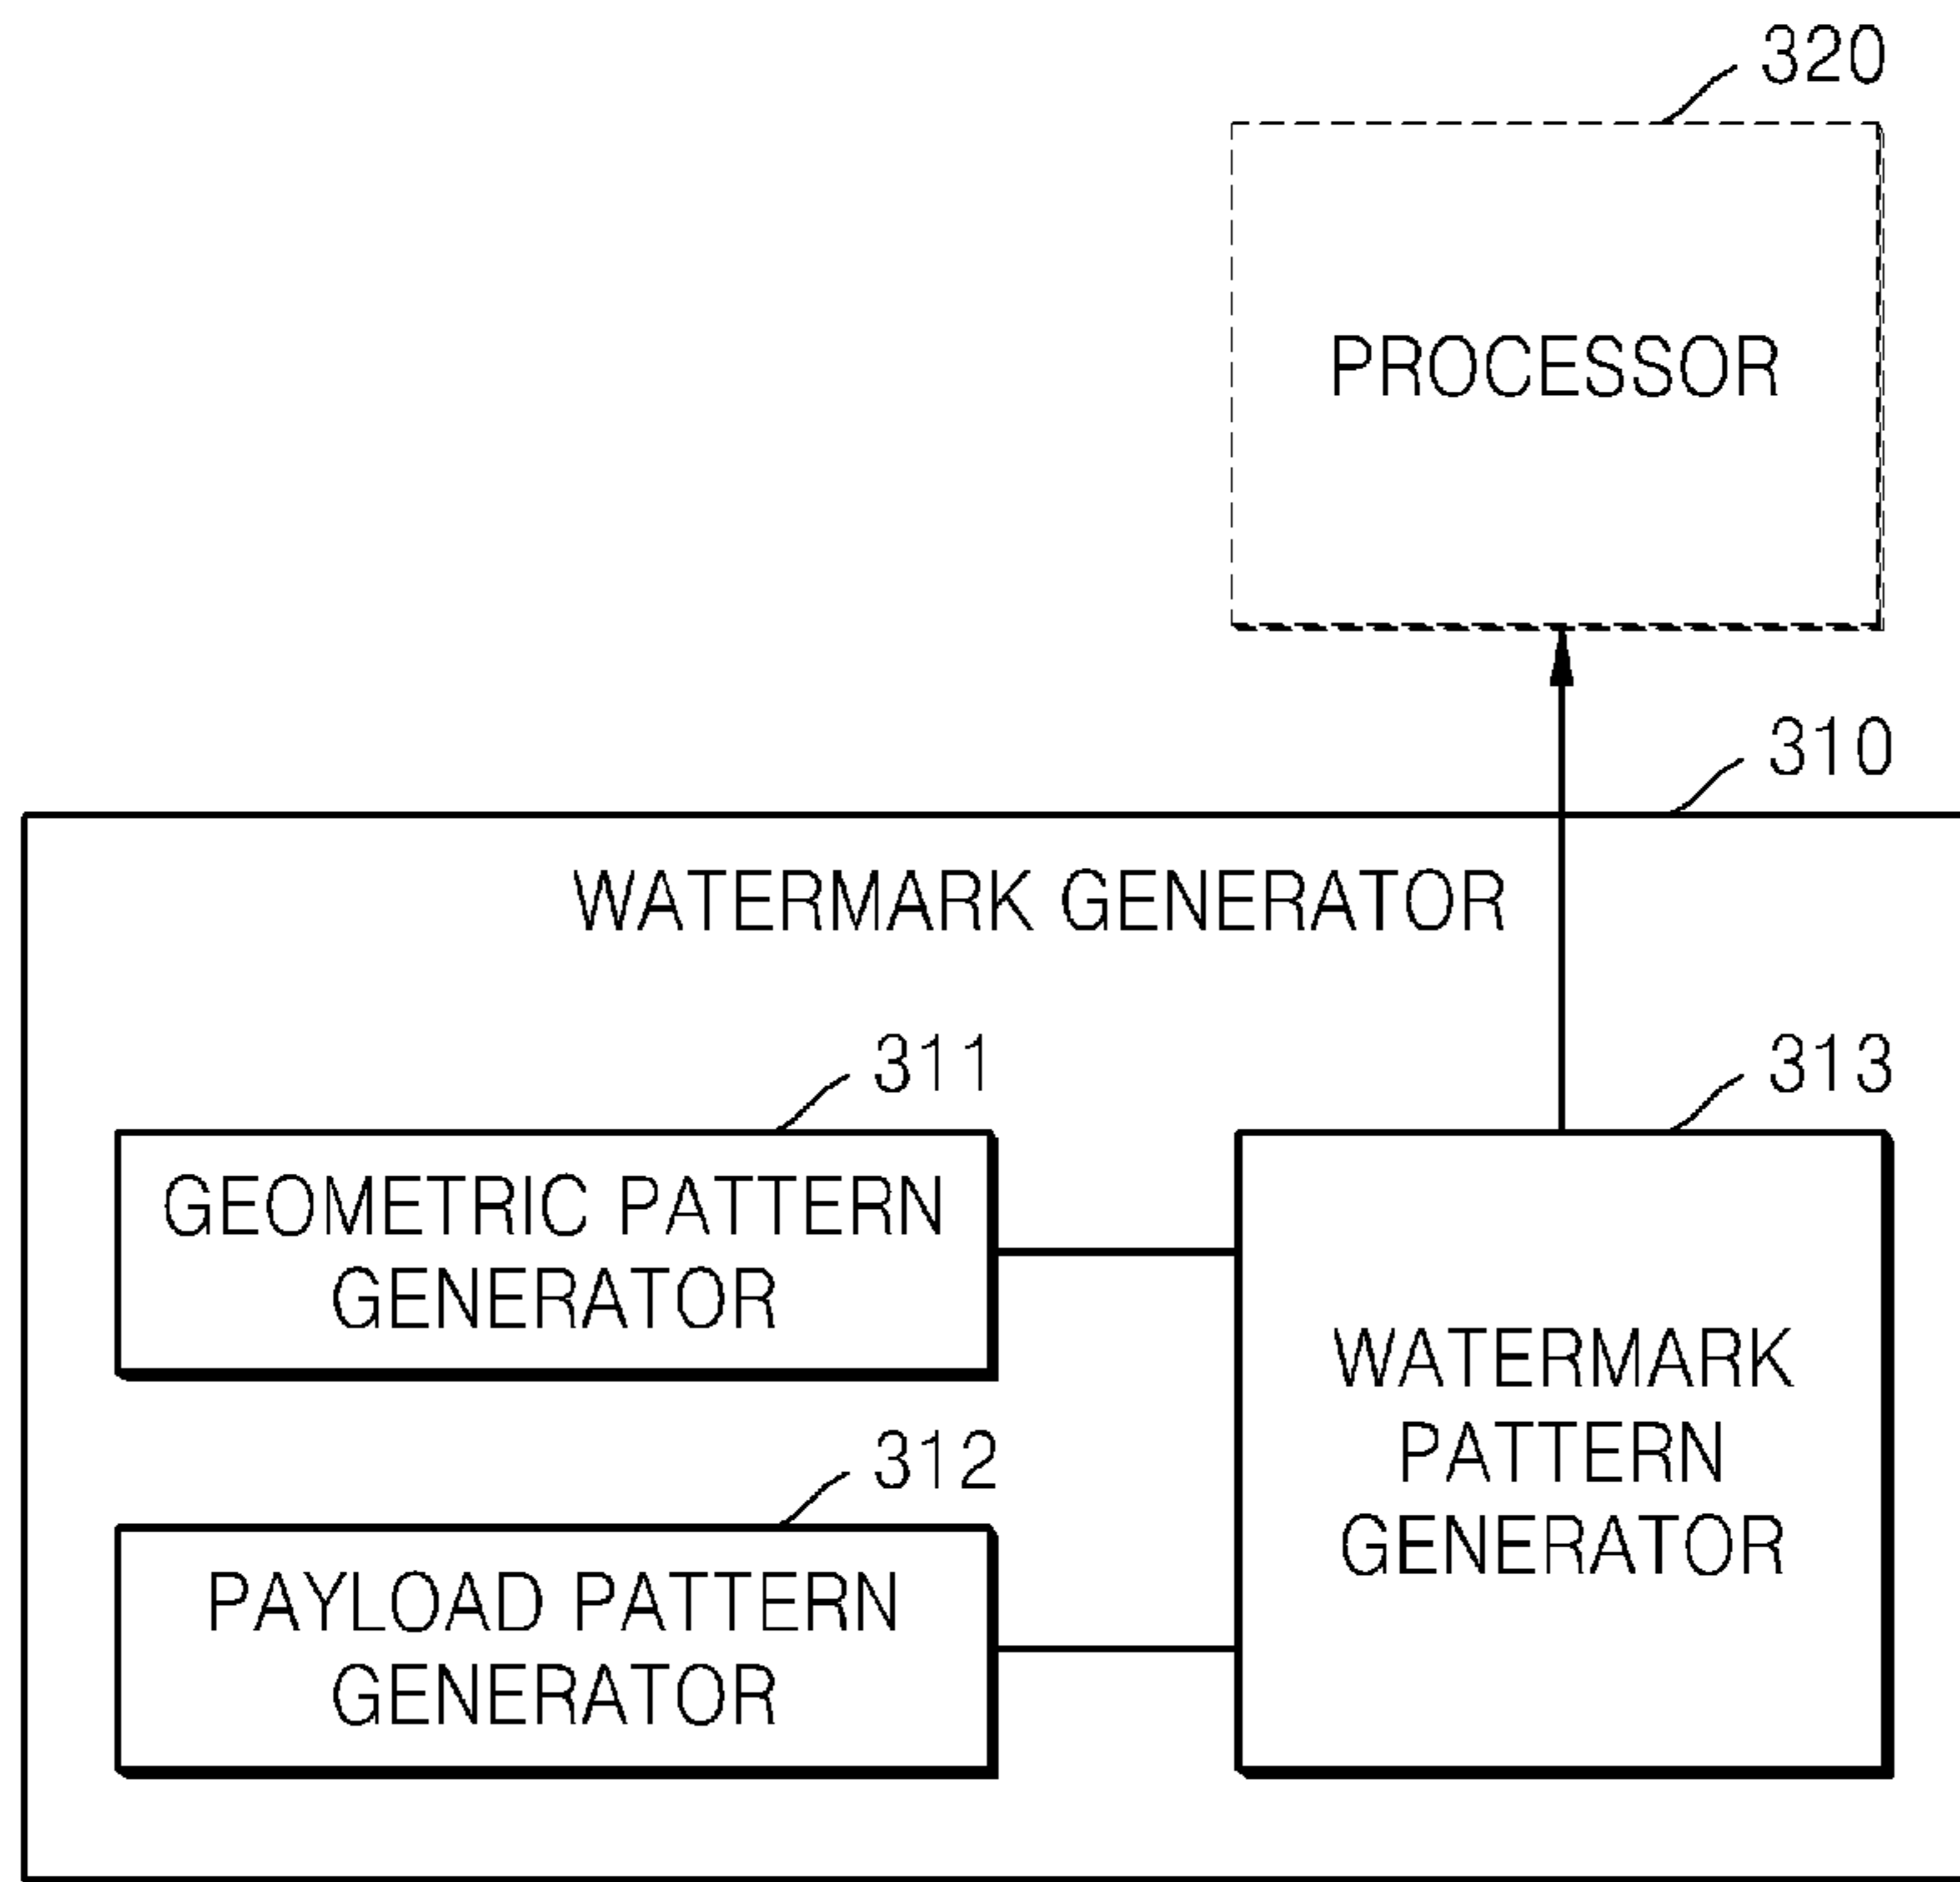 320
PROCESSOR
310
WATERMARK GENERATOR
311
313
GEOMETRIC PATTERN
GENERATOR
WATERMARK
PATTERN
GENERATOR
312
PAYLOAD PATTERN
GENERATOR